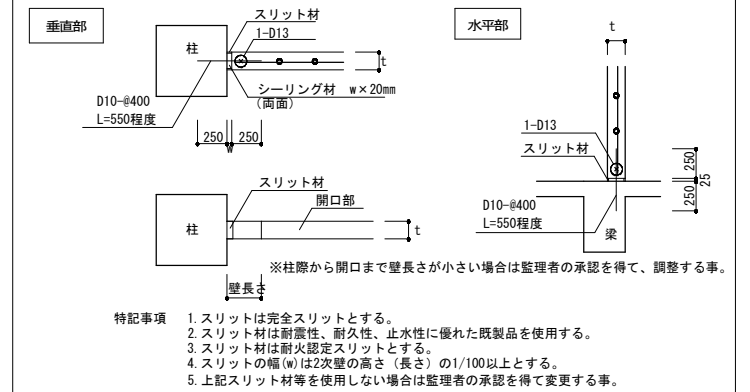 垂直部
スリット材
1-D13
柱
t
シーリング材 w×20mm
(両面)
D10-@400
L=550程度
250 w 250
スリット材
開口部
柱
t
壁長さ
水平部
t
1-D13
スリット材
250
25
250
D10-@400
L=550程度
梁
※柱際から開口まで壁長さが小さい場合は監理者の承認を得て、調整する事。
特記事項 1.スリットは完全スリットとする。
2.スリット材は耐震性、耐久性、止水性に優れた既製品を使用する。
3.スリット材は耐火認定スリットとする。
4.スリットの幅(w)は2次壁の高さ（長さ）の1/100以上とする。
5.上記スリット材等を使用しない場合は監理者の承認を得て変更する事。